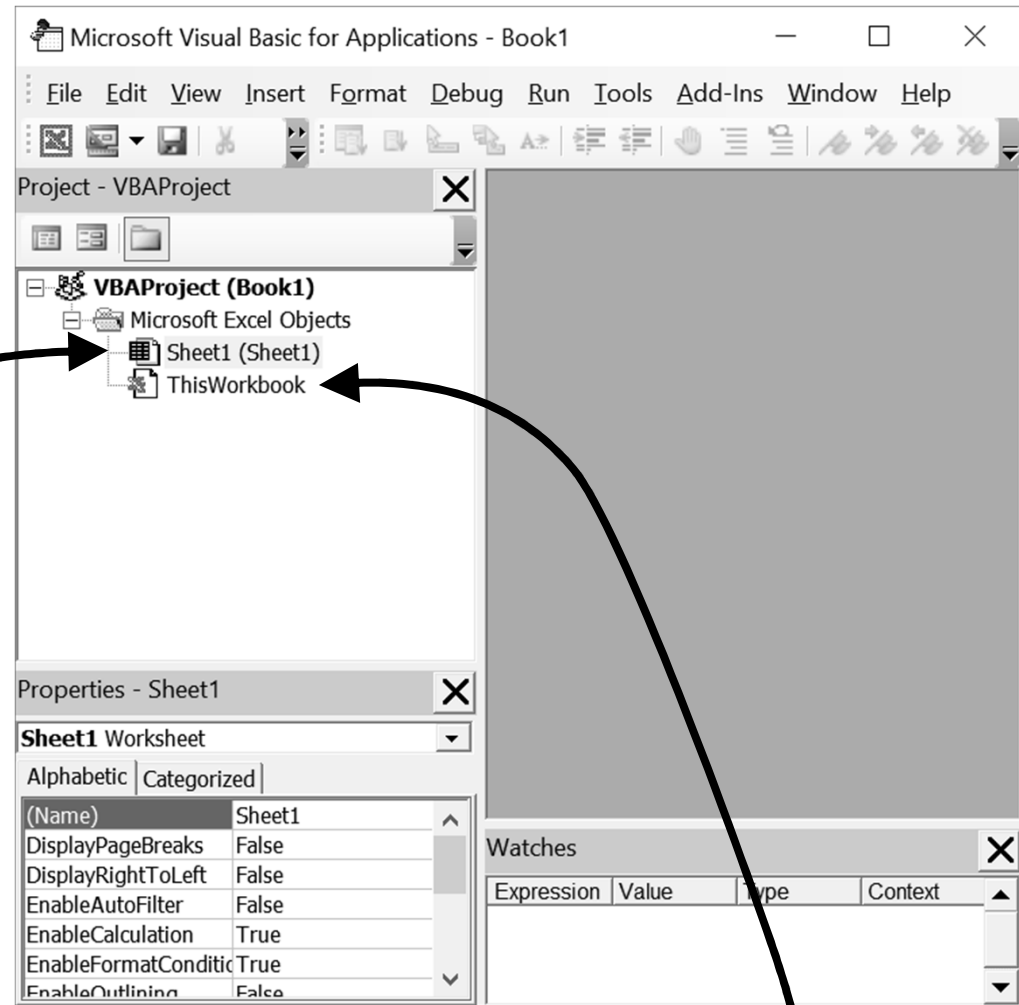 Microsoft Visual Basic for Applications - Book1
File Edit View Insert Format Debug Run Tools Add-Ins Window Help
Project - VBAProject
VBAProject (Book1)
Microsoft Excel Objects
Sheet1 (Sheet1)
ThisWorkbook
Properties - Sheet1
Sheet1 Worksheet
Alphabetic Categorized
(Name) Sheet1
DisplayPageBreaks False
DisplayRightToLeft False
EnableAutoFilter False
EnableCalculation True
EnableFormatConditic True
EnableOutlining False
Watches
Expression Value Type Context